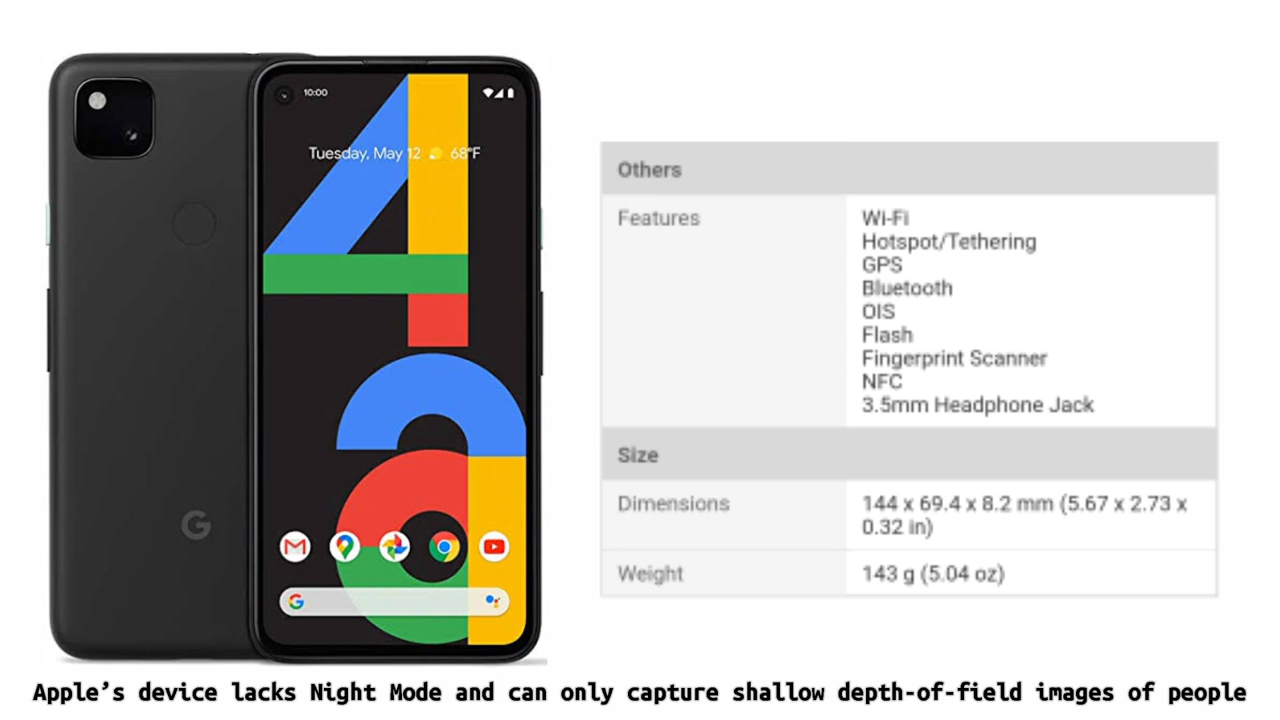 10:00
Tuesday, May 12 68°F
G
Others
Features
Wi-Fi
Hotspot/Tethering
GPS
Bluetooth
OIS
Flash
Fingerprint Scanner
NFC
3.5mm Headphone Jack
Size
Dimensions
144 x 69.4 x 8.2 mm (5.67 x 2.73 x
0.32 in)
Weight
143 g (5.04 oz)
Apple’s device lacks Night Mode and can only capture shallow depth-of-field images of people